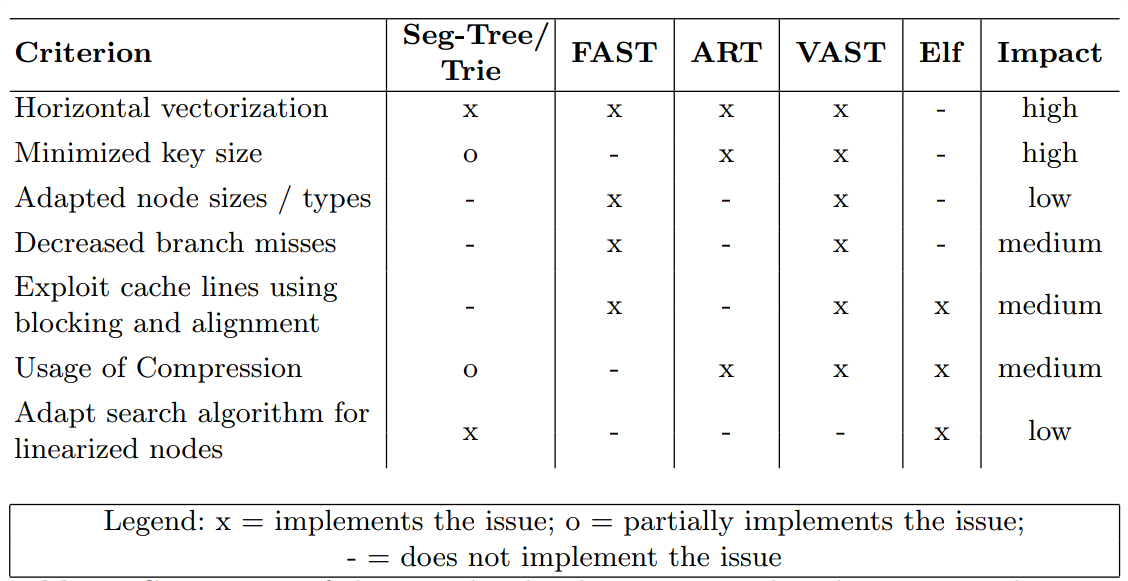 Criterion Seg-Tree/ Trie FAST ART VAST Elf Impact
Horizontal vectorization x x x x - high
Minimized key size o - x x - high
Adapted node sizes / types - x - x - low
Decreased branch misses - x - x - medium
Exploit cache lines using
blocking and alignment - x - x x medium
Usage of Compression o - x x x medium
Adapt search algorithm for
linearized nodes x - - - x low
Legend: x = implements the issue; o = partially implements the issue;
- = does not implement the issue